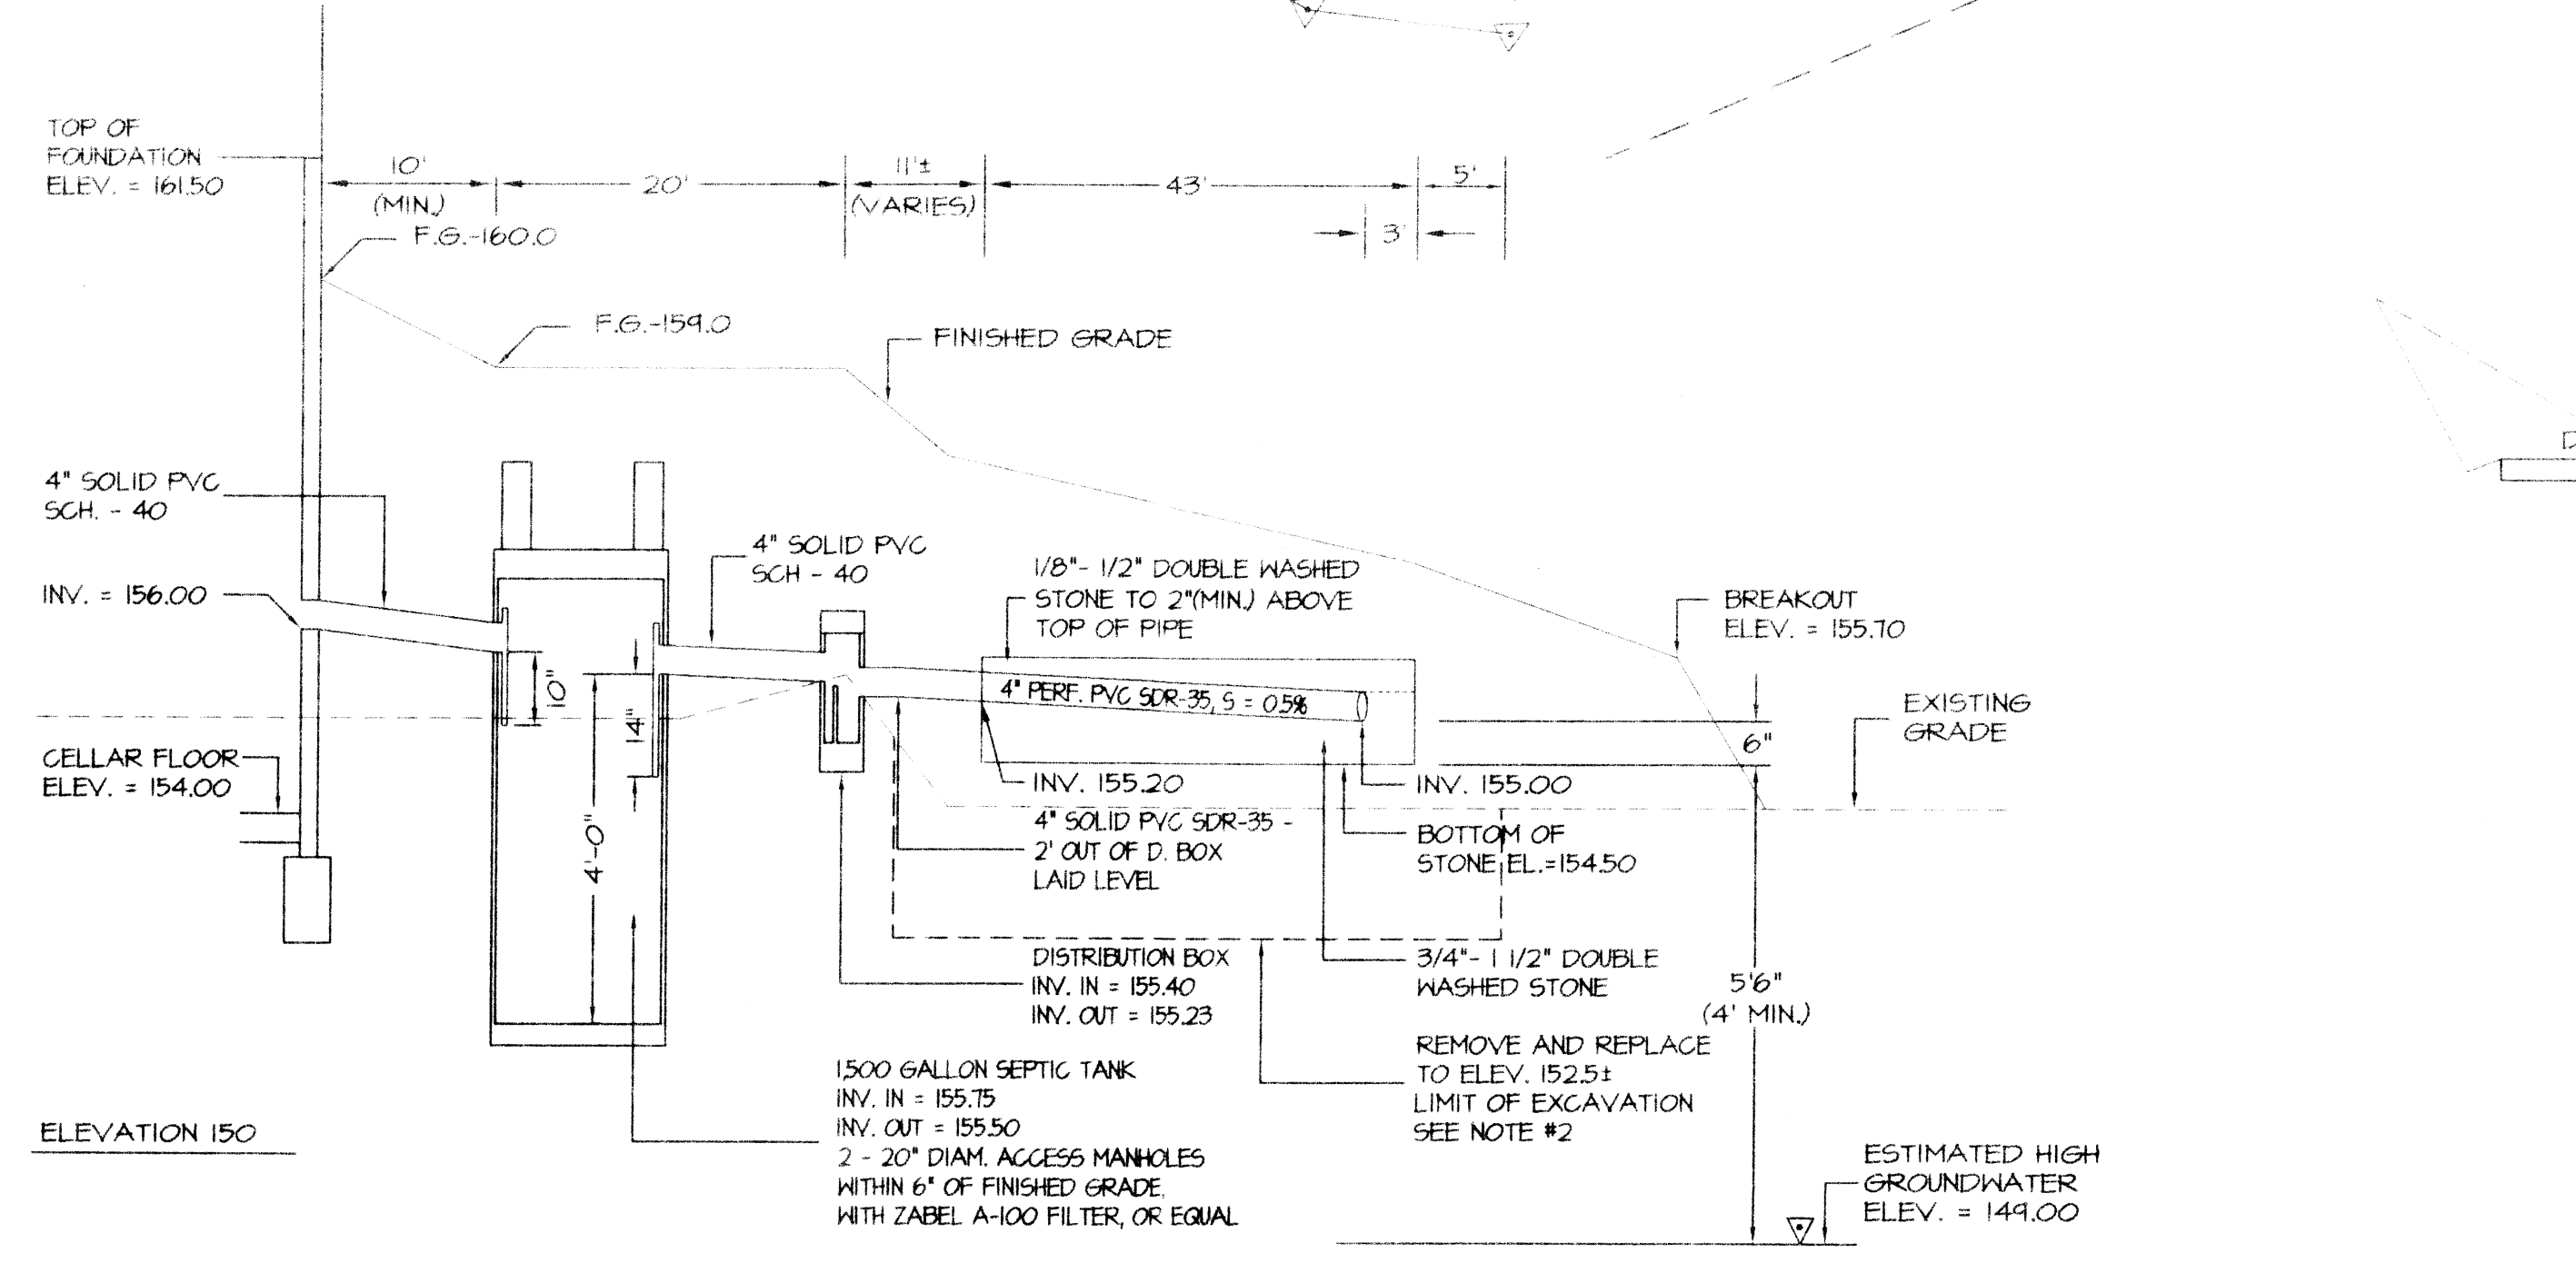 TOP OF
FOUNDATION
ELEV. = 161.50
10'
(MIN.)
20'
11'±
(VARIES)
43'
5'
3'
F.G.-160.0
F.G.-159.0
FINISHED GRADE
4" SOLID PVC
SCH. - 40
INV. = 156.00
CELLAR FLOOR
ELEV. = 154.00
4" SOLID PVC
SCH - 40
1/8"- 1/2" DOUBLE WASHED
STONE TO 2"(MIN.) ABOVE
TOP OF PIPE
BREAKOUT
ELEV. = 155.70
EXISTING
GRADE
10"
14"
4'-0"
4" PERF. PVC SDR-35, S = 0.5%
6"
INV. 155.20
INV. 155.00
4" SOLID PVC SDR-35 -
2' OUT OF D. BOX
LAID LEVEL
BOTTOM OF
STONE EL.=154.50
DISTRIBUTION BOX
INV. IN = 155.40
INV. OUT = 155.23
3/4"- 1 1/2" DOUBLE
WASHED STONE
5'6"
(4' MIN.)
1,500 GALLON SEPTIC TANK
INV. IN = 155.75
INV. OUT = 155.50
2 - 20" DIAM. ACCESS MANHOLES
WITHIN 6" OF FINISHED GRADE.
WITH ZABEL A-100 FILTER, OR EQUAL
REMOVE AND REPLACE
TO ELEV. 152.5±
LIMIT OF EXCAVATION
SEE NOTE #2
ELEVATION 150
ESTIMATED HIGH
GROUNDWATER
ELEV. = 149.00